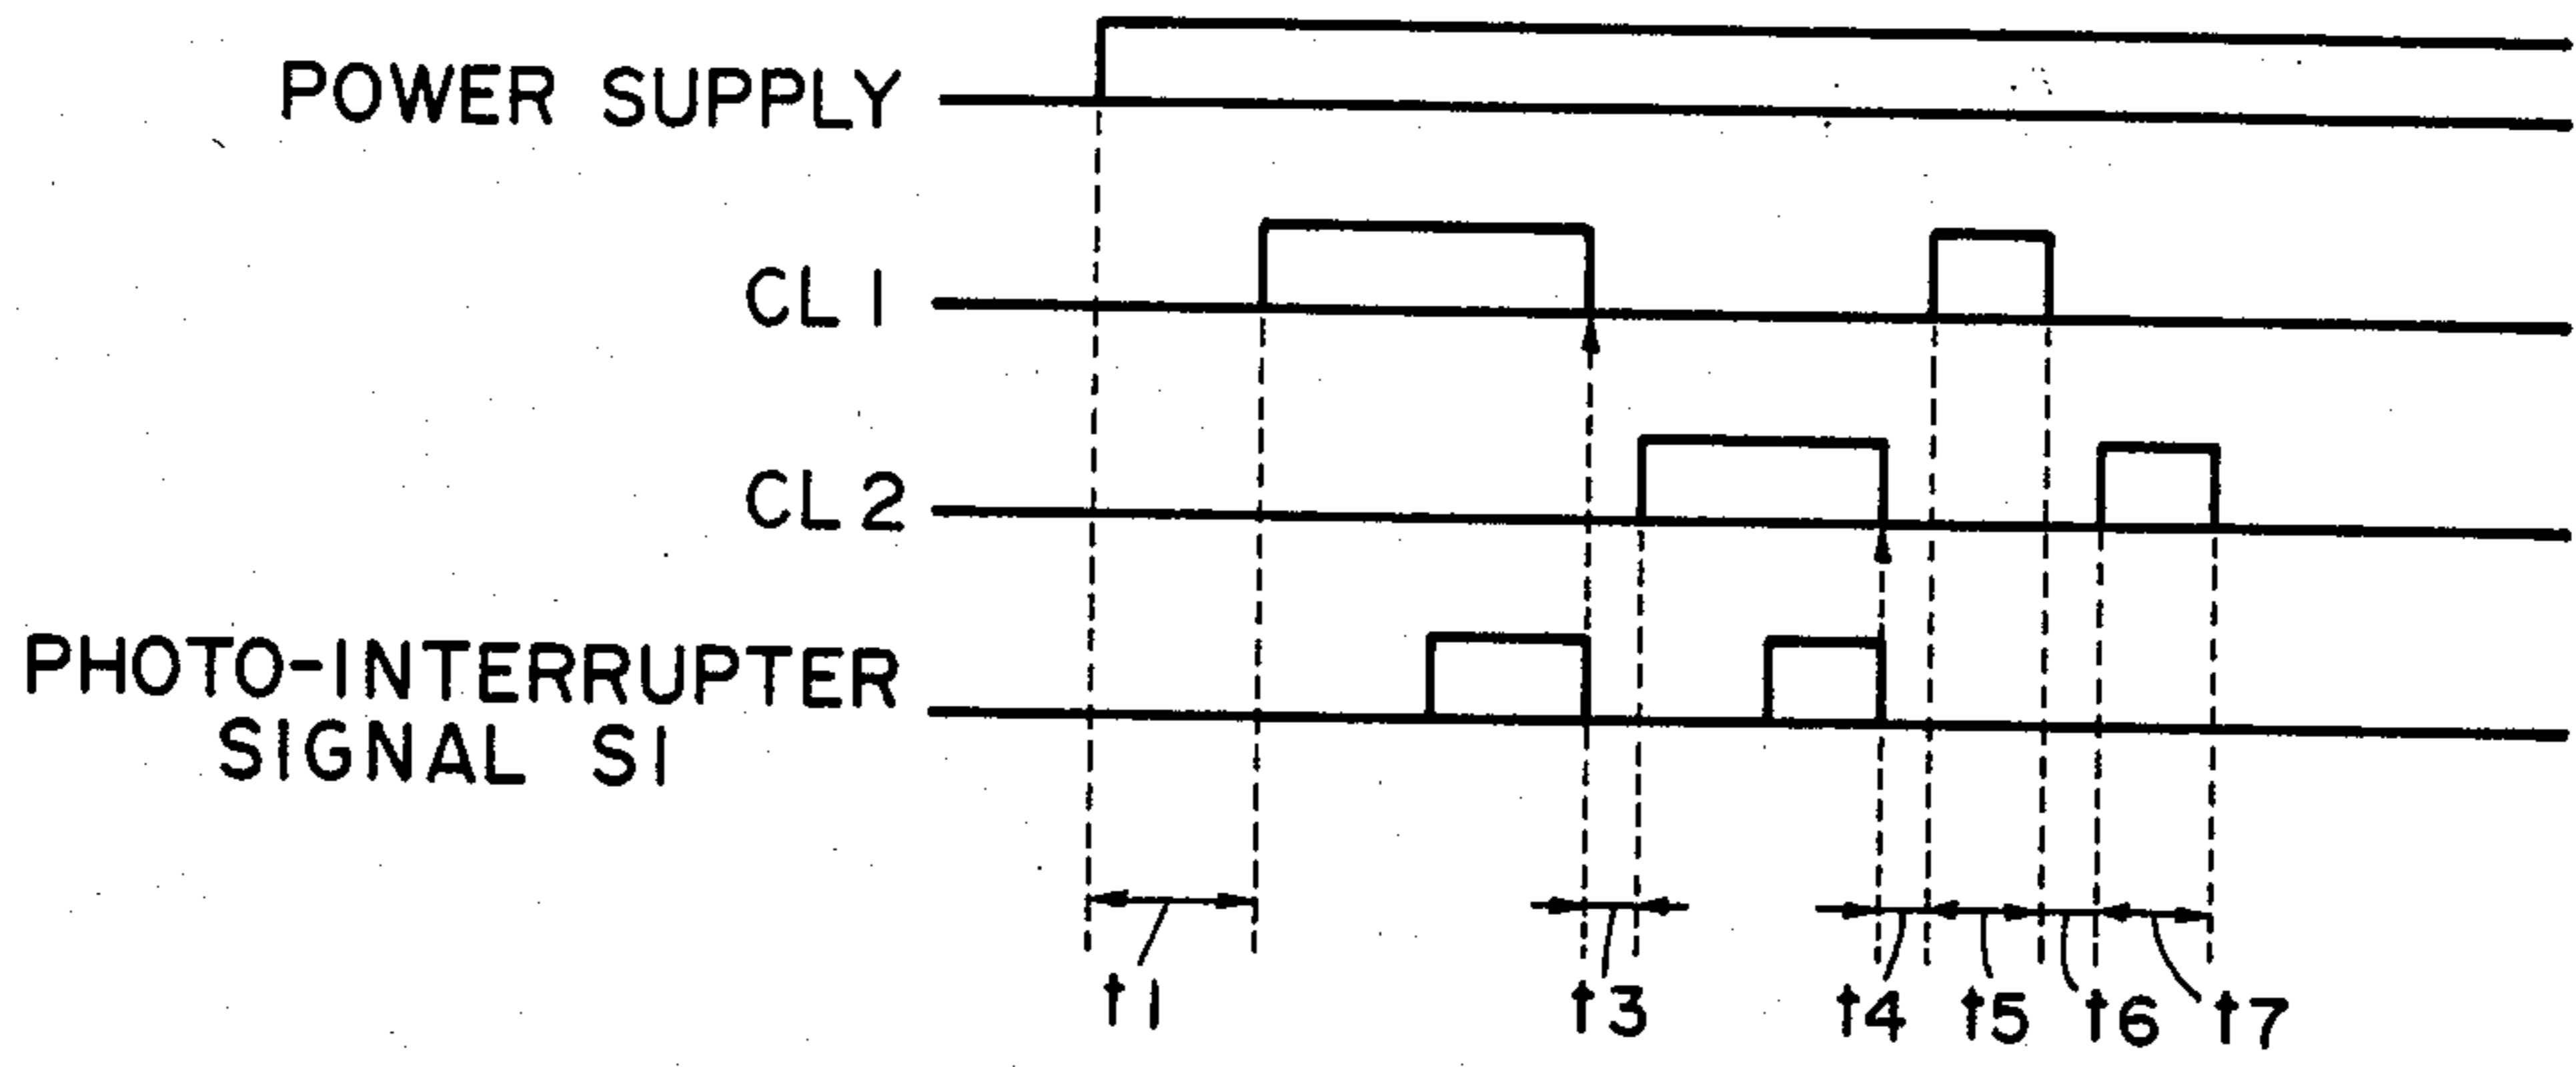 POWER SUPPLY
CL 1
CL 2
PHOTO-INTERRUPTER
SIGNAL S1
t1
t3
t4
t5
t6
t7